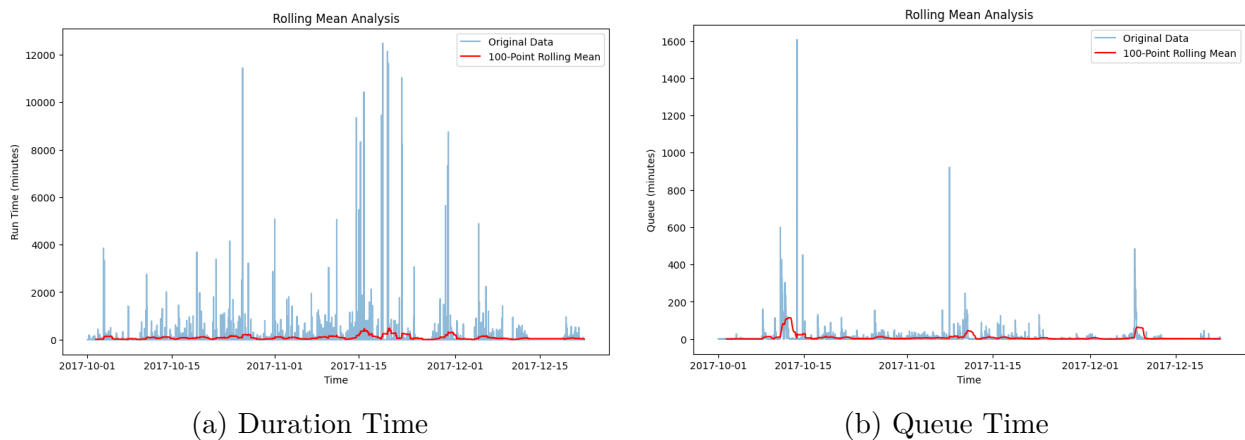 Rolling Mean Analysis
Original Data
100-Point Rolling Mean
12000
10000
8000
6000
4000
2000
0
Run Time (minutes)
2017-10-01 2017-10-15 2017-11-01 2017-11-15 2017-12-01 2017-12-15
Time
(a) Duration Time
Rolling Mean Analysis
Original Data
100-Point Rolling Mean
1600
1400
1200
1000
800
600
400
200
0
Queue (minutes)
2017-10-01 2017-10-15 2017-11-01 2017-11-15 2017-12-01 2017-12-15
Time
(b) Queue Time